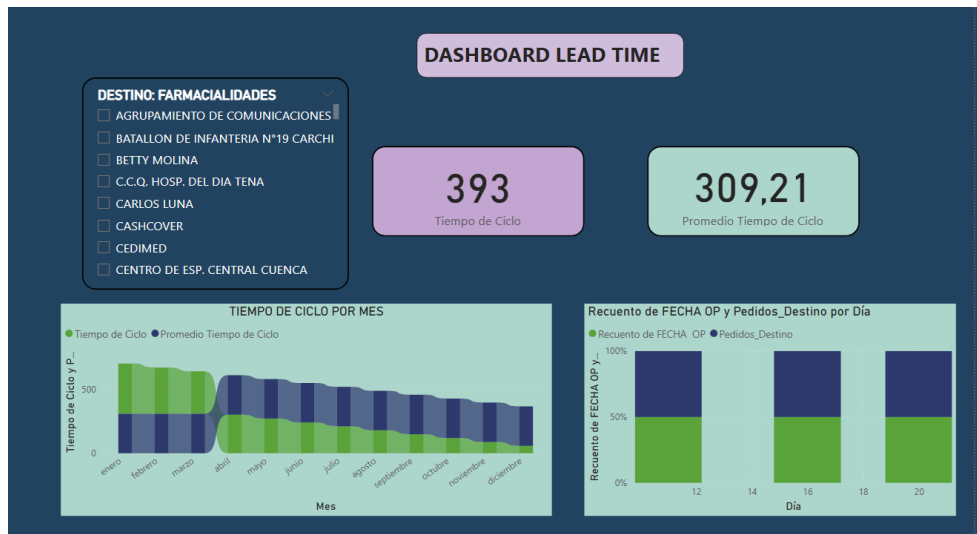 DASHBOARD LEAD TIME
DESTINO: FARMACIALIDADES
AGRUPAMIENTO DE COMUNICACIONES
BATALLON DE INFANTERIA N°19 CARCHI
BETTY MOLINA
C.C.Q. HOSP. DEL DIA TENA
CARLOS LUNA
CASHCOVER
CEDIMED
CENTRO DE ESP. CENTRAL CUENCA
393
Tiempo de Ciclo
309,21
Promedio Tiempo de Ciclo
TIEMPO DE CICLO POR MES
Tiempo de Ciclo Promedio Tiempo de Ciclo
Tiempo de Ciclo y P...
500
0
enero febrero marzo abril mayo junio julio agosto septiembre octubre noviembre diciembre
Mes
Recuento de FECHA OP y Pedidos_Destino por Día
Recuento de FECHA OP Pedidos_Destino
Recuento de FECHA OP y...
100%
50%
0%
12 14 16 18 20
Día